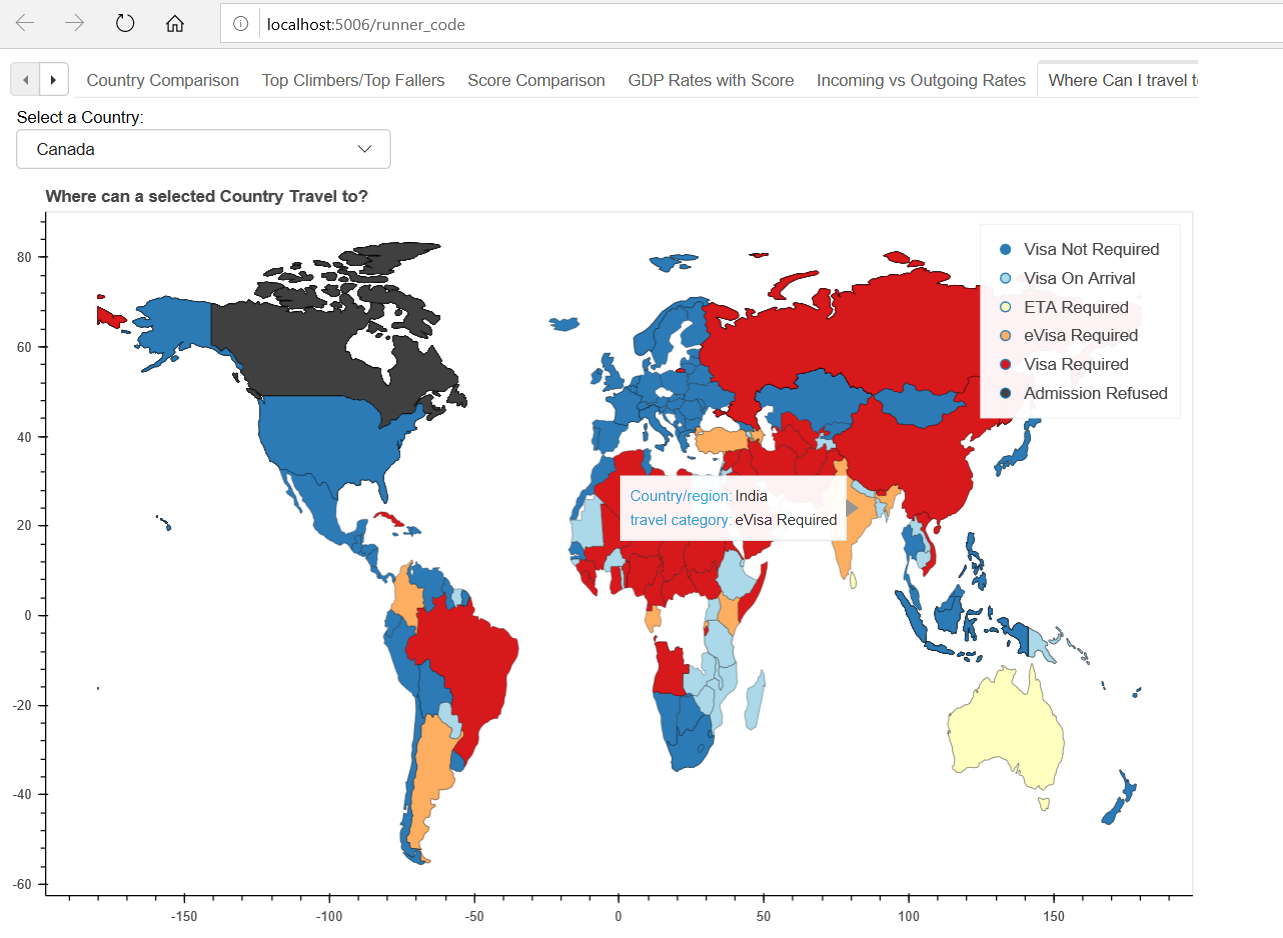 localhost:5006/runner_code
Country Comparison Top Climbers/Top Fallers Score Comparison GDP Rates with Score Incoming vs Outgoing Rates Where Can I travel t
Select a Country:
Canada
Where can a selected Country Travel to?
Visa Not Required
Visa On Arrival
ETA Required
eVisa Required
Visa Required
Admission Refused
Country/region: India
travel category: eVisa Required
80
60
40
20
0
-20
-40
-60
-150 -100 -50 0 50 100 150